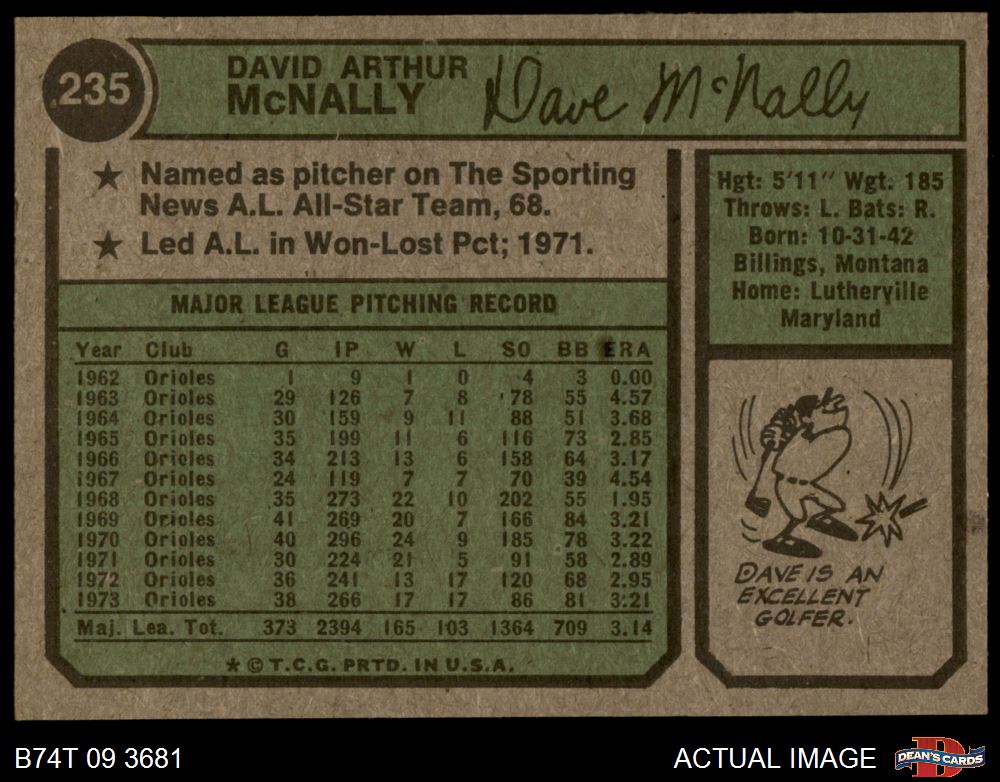 235
DAVID ARTHUR
McNALLY
Dave McNally
★ Named as pitcher on The Sporting
News A.L. All-Star Team, 68.
★ Led A.L. in Won-Lost Pct; 1971.
MAJOR LEAGUE PITCHING RECORD
Year Club G IP W L SO BB ERA
1962 Orioles 1 9 1 0 4 3 0.00
1963 Orioles 29 126 7 8 78 55 4.57
1964 Orioles 30 159 9 11 88 51 3.68
1965 Orioles 35 199 11 6 116 73 2.85
1966 Orioles 34 213 13 6 158 64 3.17
1967 Orioles 24 119 7 7 70 39 4.54
1968 Orioles 35 273 22 10 202 55 1.95
1969 Orioles 41 269 20 7 166 84 3.21
1970 Orioles 40 296 24 9 185 78 3.22
1971 Orioles 30 224 21 5 91 58 2.89
1972 Orioles 36 241 13 17 120 68 2.95
1973 Orioles 38 266 17 17 86 81 3.21
Maj. Lea. Tot. 373 2394 165 103 1364 709 3.14
★ © T.C.G. PRTD. IN U.S.A.
Hgt: 5'11" Wgt. 185
Throws: L. Bats: R.
Born: 10-31-42
Billings, Montana
Home: Lutherville
Maryland
DAVE IS AN
EXCELLENT
GOLFER.
B74T 09 3681
ACTUAL IMAGE
D
DEAN'S CARDS